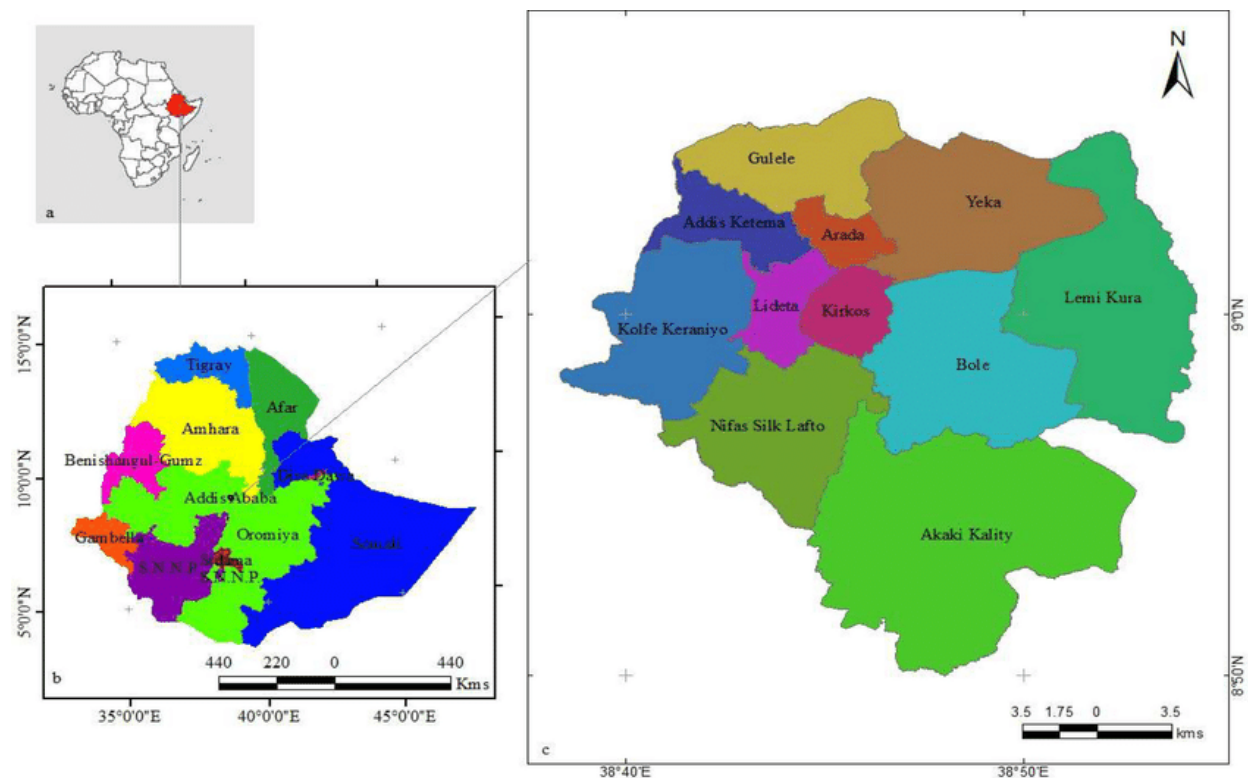 a
15°0'0"N
10°0'0"N
5°0'0"N
Tigray
Afar
Amhara
Benishangul-Gumz
Dire Dawa
Addis Ababa
Oromiya
Gambella
Somali
Sidama
S.N.N.P.
S.N.N.P.
440 220 0 440
Kms
b
35°0'0"E 40°0'0"E 45°0'0"E
N
Gulele
Yeka
Addis Ketema
Arada
Lemi Kura
Lideta
Kirkos
Kolfe Keraniyo
Bole
Nifas Silk Lafto
Akaki Kality
9°0'N
8°50'N
3.5 1.75 0 3.5
kms
c
38°40'E 38°50'E